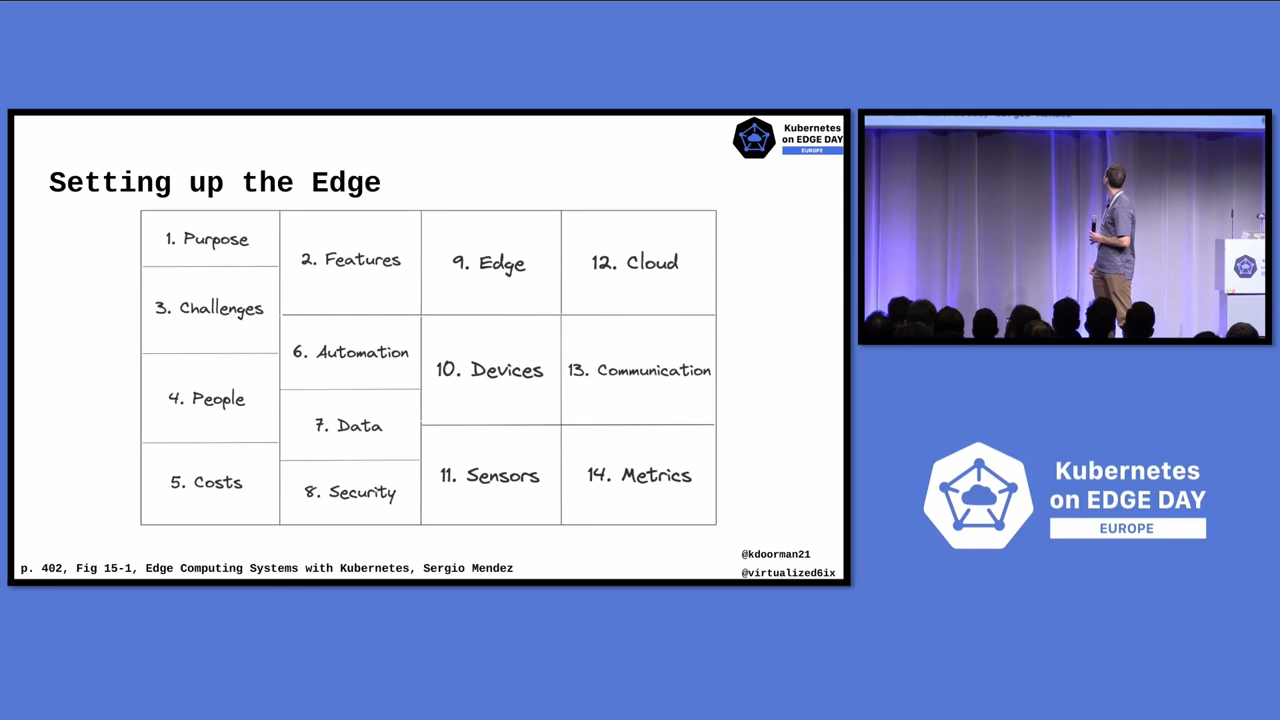 Kubernetes
on EDGE DAY
EUROPE
Setting up the Edge
1. Purpose
2. Features
9. Edge
12. Cloud
3. Challenges
6. Automation
10. Devices
13. Communication
4. People
7. Data
5. Costs
8. Security
11. Sensors
14. Metrics
@kdoorman21
p. 402, Fig 15-1, Edge Computing Systems with Kubernetes, Sergio Mendez
@virtualized6ix
Kubernetes
on EDGE DAY
EUROPE